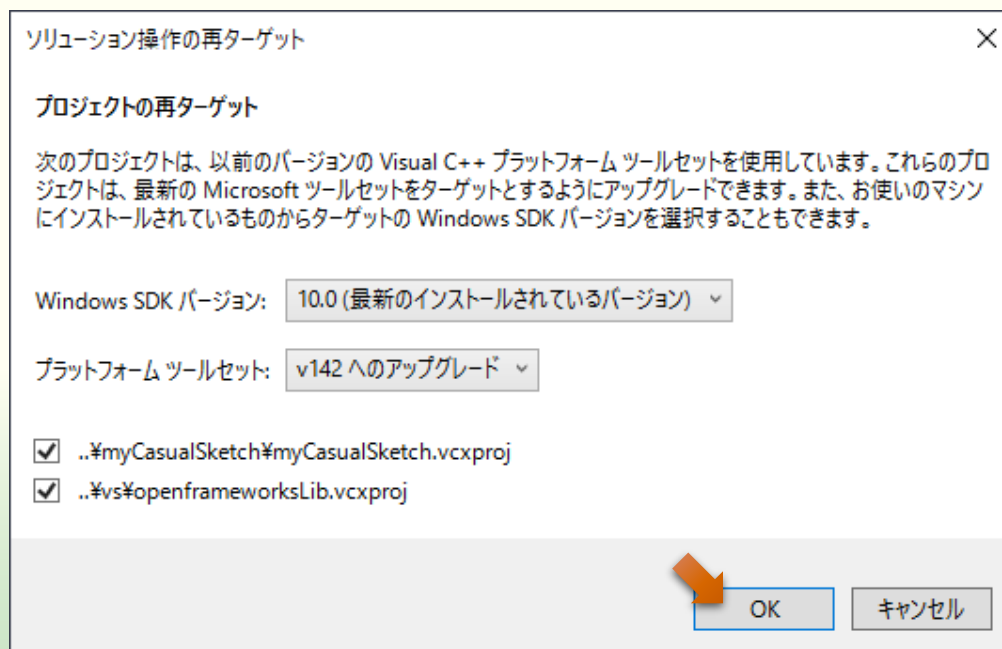 ソリューション操作の再ターゲット
プロジェクトの再ターゲット
次のプロジェクトは、以前のバージョンの Visual C++ プラットフォーム ツールセットを使用しています。これらのプロ
ジェクトは、最新の Microsoft ツールセットをターゲットとするようにアップグレードできます。また、お使いのマシン
にインストールされているものからターゲットの Windows SDK バージョンを選択することもできます。
Windows SDK バージョン: 10.0 (最新のインストールされているバージョン)
プラットフォーム ツールセット: v142 へのアップグレード
..¥myCasualSketch¥myCasualSketch.vcxproj
..¥vs¥openframeworksLib.vcxproj
OK キャンセル